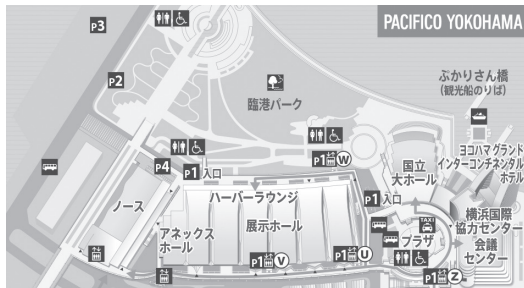 PACIFICO YOKOHAMA
P3
ぷかりさん橋
(観光船のりば)
P2
臨港パーク
ヨコハマ グランド
インターコンチネンタル
ホテル
P1 W
国立
大ホール
P4
P1 入口
P1 入口
ノース
ハーバーラウンジ
アネックス
ホール
展示ホール
TAXI
プラザ
横浜国際
協力センター
会議
センター
P1 V
P1 U
P1 Z